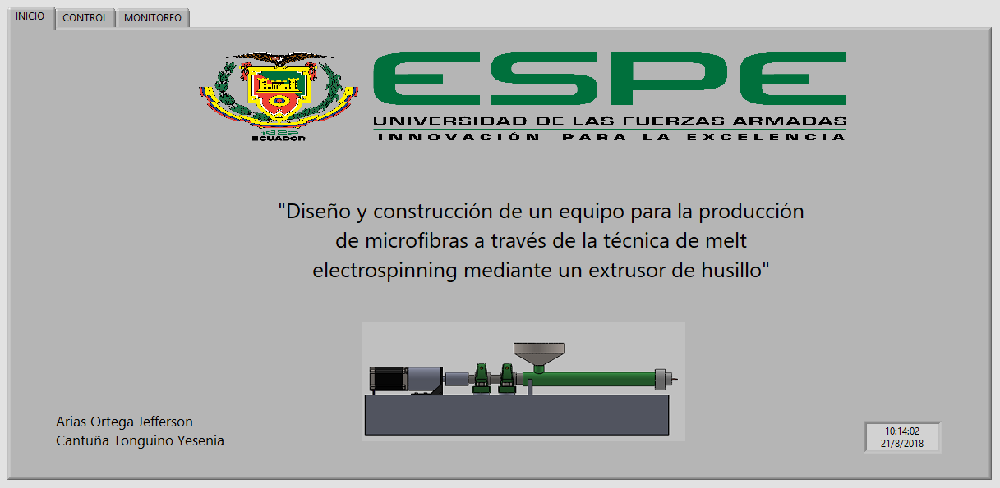 INICIO CONTROL MONITOREO
ESPE
UNIVERSIDAD DE LAS FUERZAS ARMADAS
INNOVACIÓN PARA LA EXCELENCIA
1922
ECUADOR
"Diseño y construcción de un equipo para la producción
de microfibras a través de la técnica de melt
electrospinning mediante un extrusor de husillo"
Arias Ortega Jefferson
Cantuña Tonguino Yesenia
10:14:02
21/8/2018